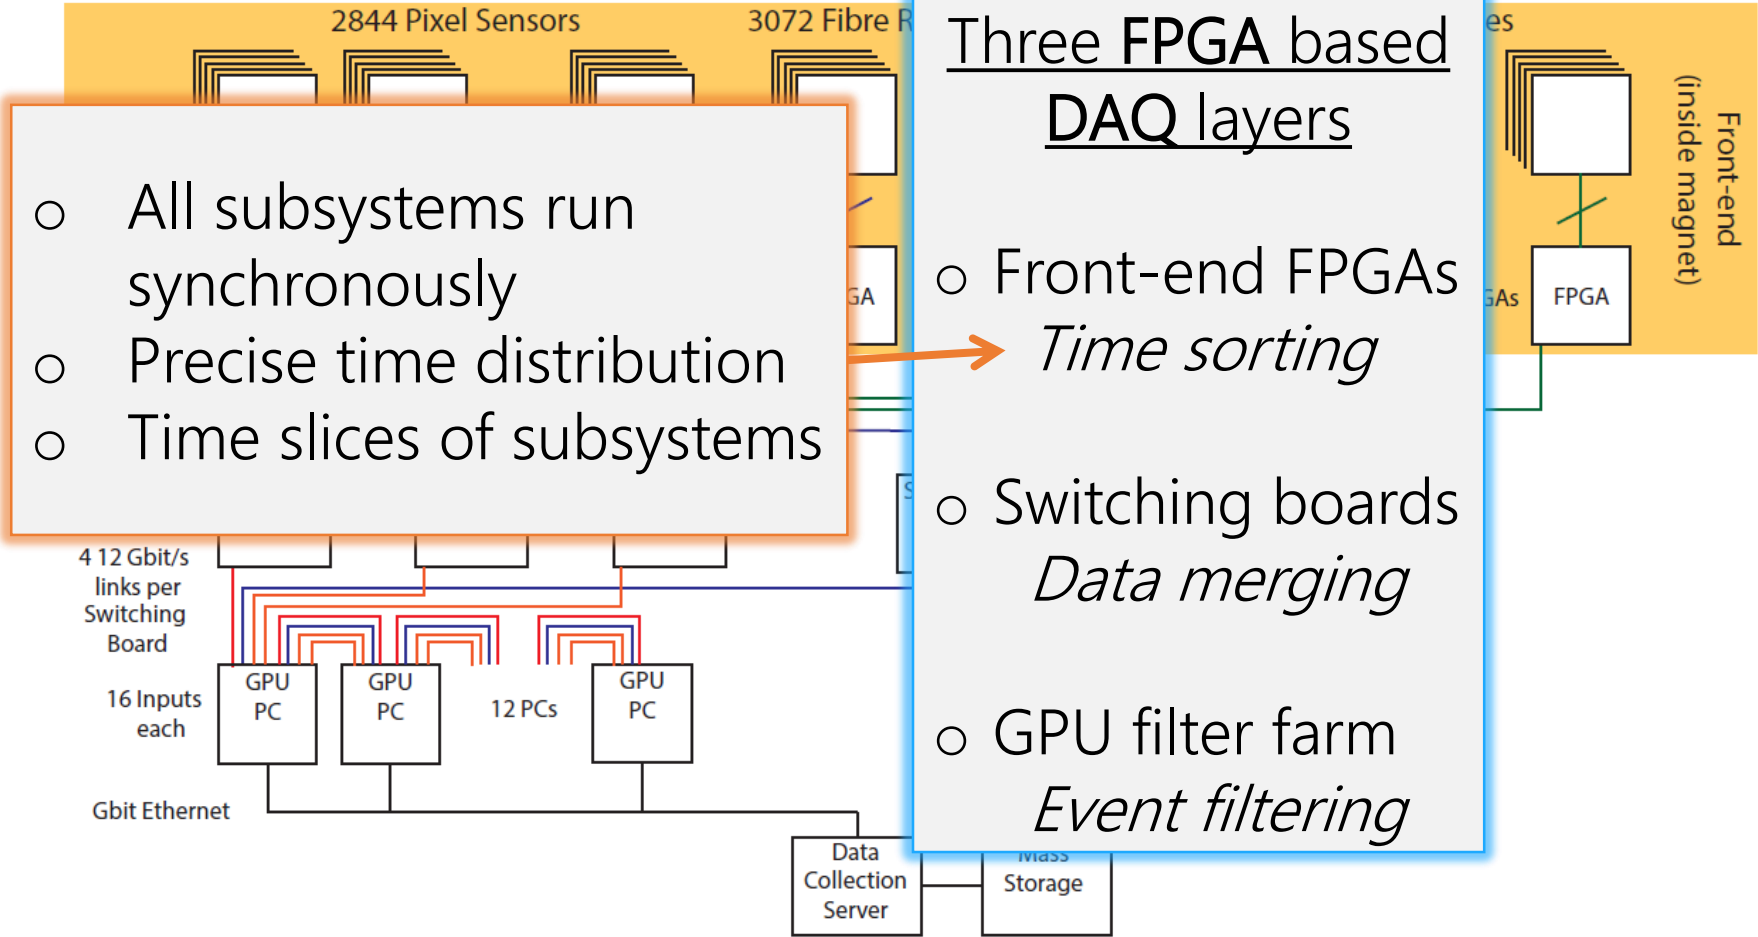 2844 Pixel Sensors
3072 Fibre
es
Three FPGA based
DAQ layers
Front-end
(inside magnet)
o All subsystems run
synchronously
o Precise time distribution
o Time slices of subsystems
GA
o Front-end FPGAs
Time sorting
GAs
FPGA
o Switching boards
Data merging
o GPU filter farm
Event filtering
4 12 Gbit/s
links per
Switching
Board
16 Inputs
each
GPU
PC
GPU
PC
12 PCs
GPU
PC
Gbit Ethernet
Data
Collection
Server
Mass
Storage